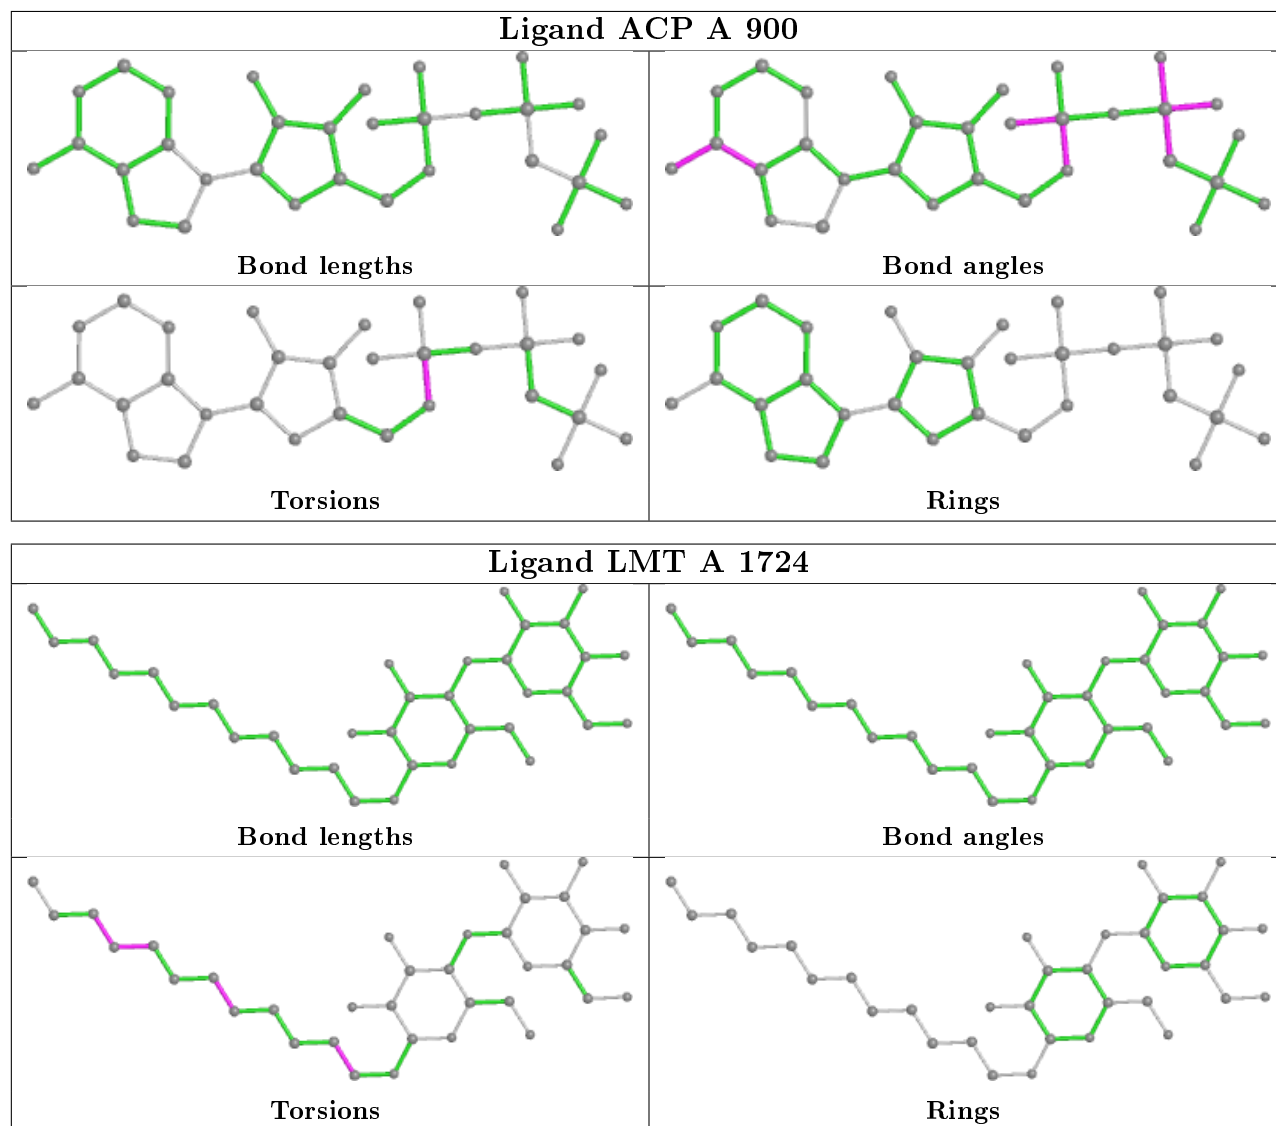 Ligand ACP A 900
Bond lengths
Bond angles
Torsions
Rings
Ligand LMT A 1724
Bond lengths
Bond angles
Torsions
Rings